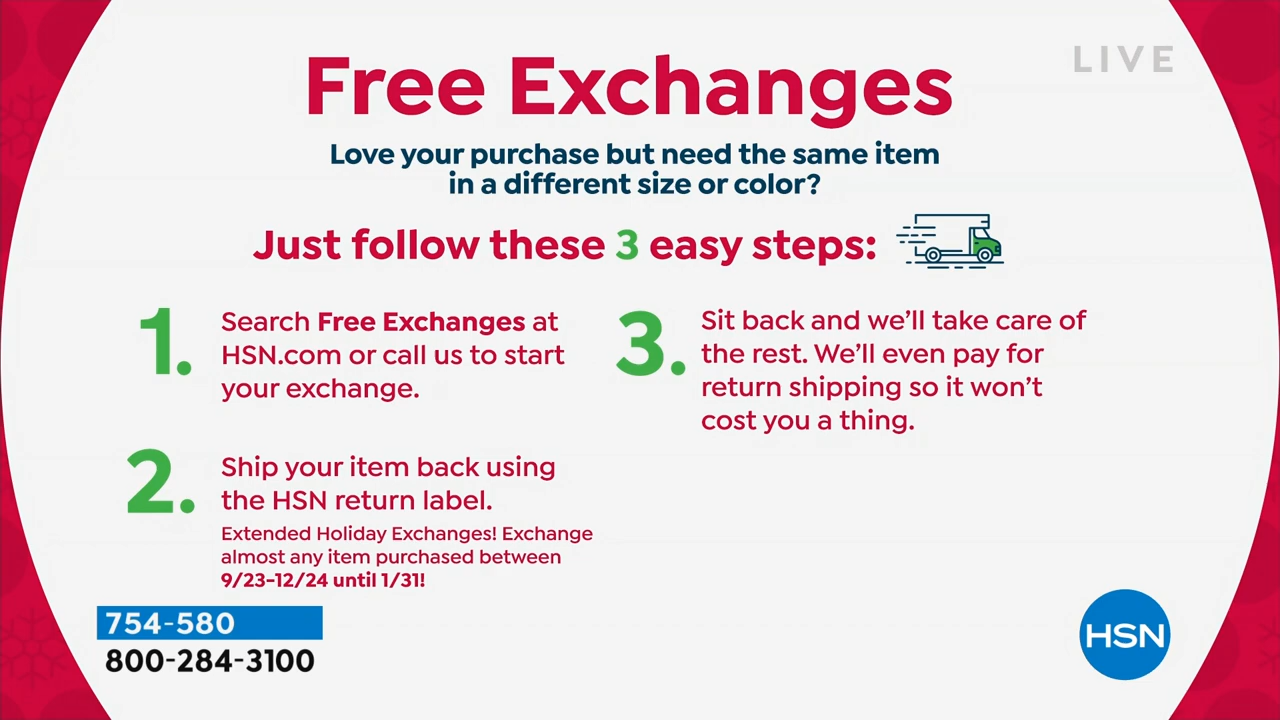 LIVE
Free Exchanges
Love your purchase but need the same item
in a different size or color?
Just follow these 3 easy steps:
1. Search Free Exchanges at
HSN.com or call us to start
your exchange.
2. Ship your item back using
the HSN return label.
Extended Holiday Exchanges! Exchange
almost any item purchased between
9/23-12/24 until 1/31!
3. Sit back and we’ll take care of
the rest. We’ll even pay for
return shipping so it won’t
cost you a thing.
754-580
800-284-3100
HSN